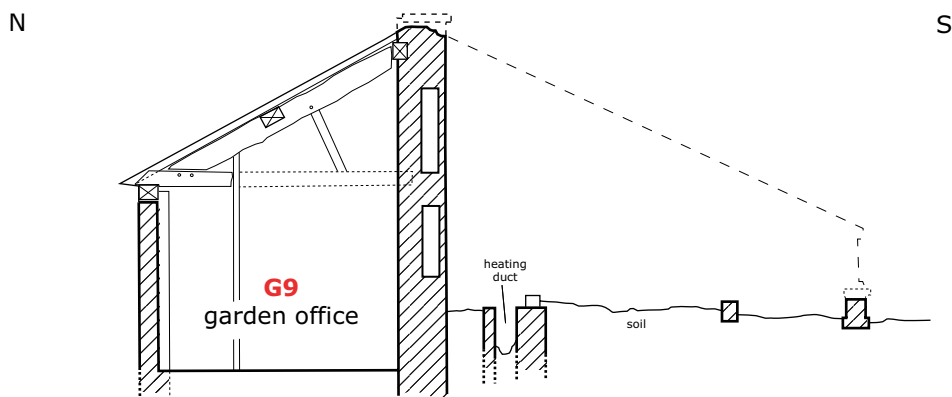 N
S
G9
garden office
heating
duct
soil